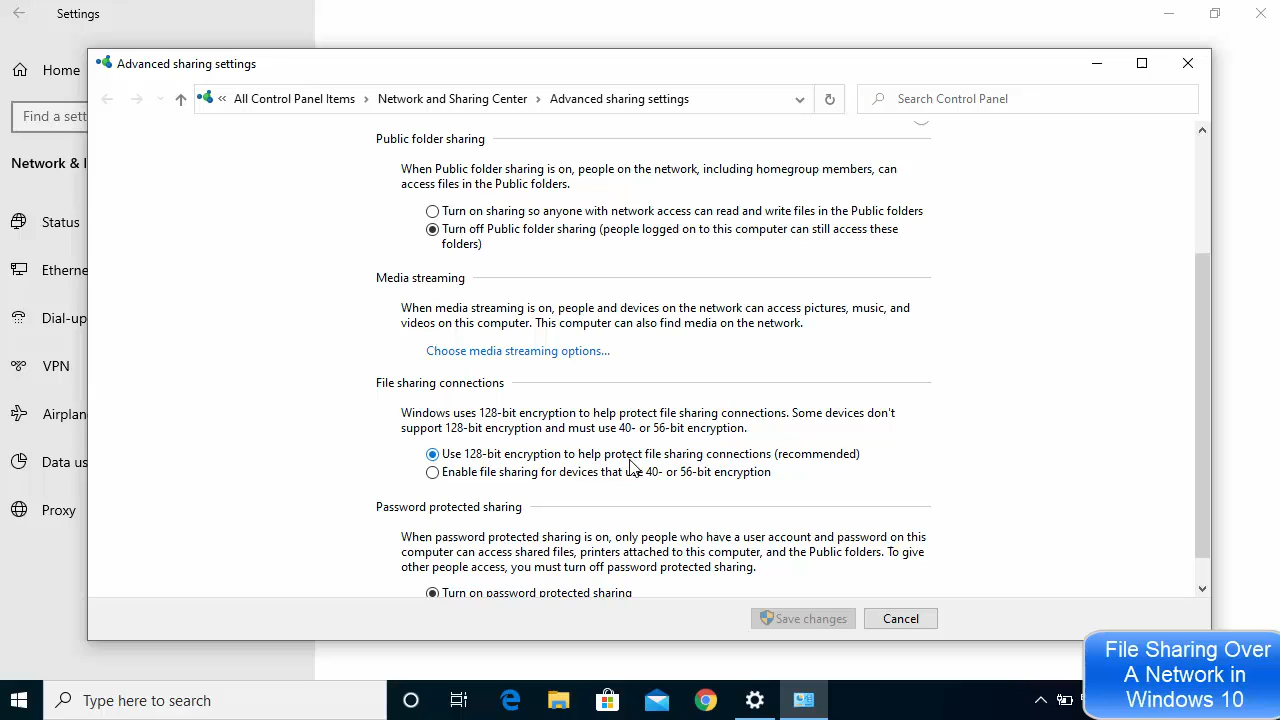 Settings
Advanced sharing settings
Home
« All Control Panel Items > Network and Sharing Center > Advanced sharing settings
Search Control Panel
Find a sett
Public folder sharing
Network & I
When Public folder sharing is on, people on the network, including homegroup members, can
access files in the Public folders.
Turn on sharing so anyone with network access can read and write files in the Public folders
Turn off Public folder sharing (people logged on to this computer can still access these
folders)
Status
Etherne
Dial-up
VPN
Airplan
Data us
Proxy
Media streaming
When media streaming is on, people and devices on the network can access pictures, music, and
videos on this computer. This computer can also find media on the network.
Choose media streaming options...
File sharing connections
Windows uses 128-bit encryption to help protect file sharing connections. Some devices don't
support 128-bit encryption and must use 40- or 56-bit encryption.
Use 128-bit encryption to help protect file sharing connections (recommended)
Enable file sharing for devices that use 40- or 56-bit encryption
Password protected sharing
When password protected sharing is on, only people who have a user account and password on this
computer can access shared files, printers attached to this computer, and the Public folders. To give
other people access, you must turn off password protected sharing.
Turn on password protected sharing
Save changes
Cancel
File Sharing Over
A Network in
Windows 10
Type here to search